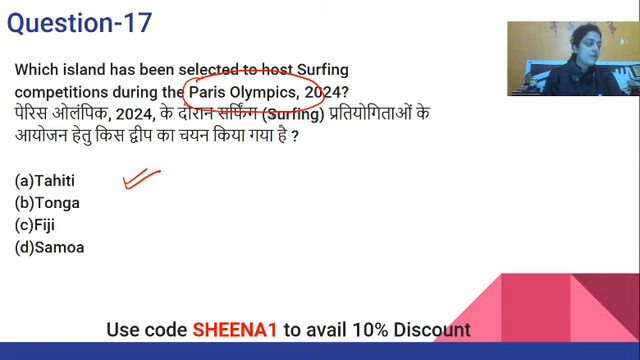 Question-17
Which island has been selected to host Surfing
competitions during the Paris Olympics, 2024?
पेरिस ओलंपिक, 2024, के दौरान सर्फिंग (Surfing) प्रतियोगिताओं के
आयोजन हेतु किस द्वीप का चयन किया गया है ?
(a)Tahiti
(b)Tonga
(c)Fiji
(d)Samoa
Use code SHEENA1 to avail 10% Discount